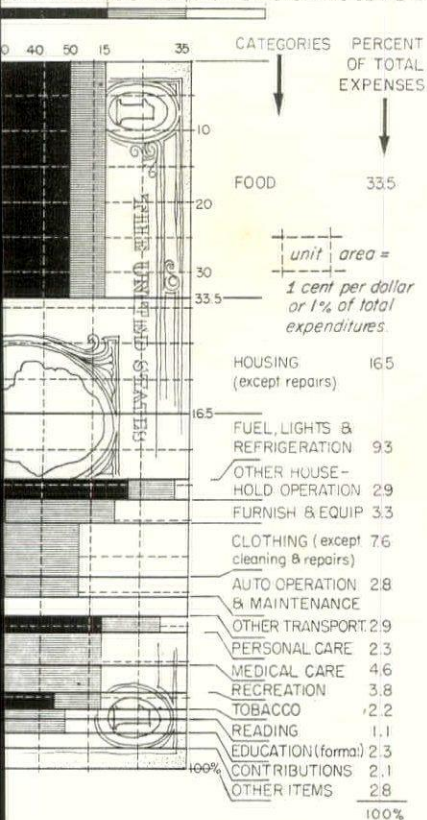 0 40 50 15 35
CATEGORIES PERCENT
OF TOTAL
EXPENSES
10
FOOD 33.5
20
THE UNITED STATES
unit area =
30
1 cent per dollar
33.5
or 1% of total
expenditures
HOUSING 16.5
(except repairs)
16.5
FUEL, LIGHTS &
REFRIGERATION 9.3
OTHER HOUSE-
HOLD OPERATION 2.9
FURNISH & EQUIP 3.3
CLOTHING (except 7.6
cleaning & repairs)
AUTO OPERATION 2.8
& MAINTENANCE
OTHER TRANSPORT. 2.9
PERSONAL CARE 2.3
MEDICAL CARE 4.6
RECREATION 3.8
TOBACCO 2.2
READING 1.1
EDUCATION (formal) 2.3
100% CONTRIBUTIONS 2.1
OTHER ITEMS 2.8
100%